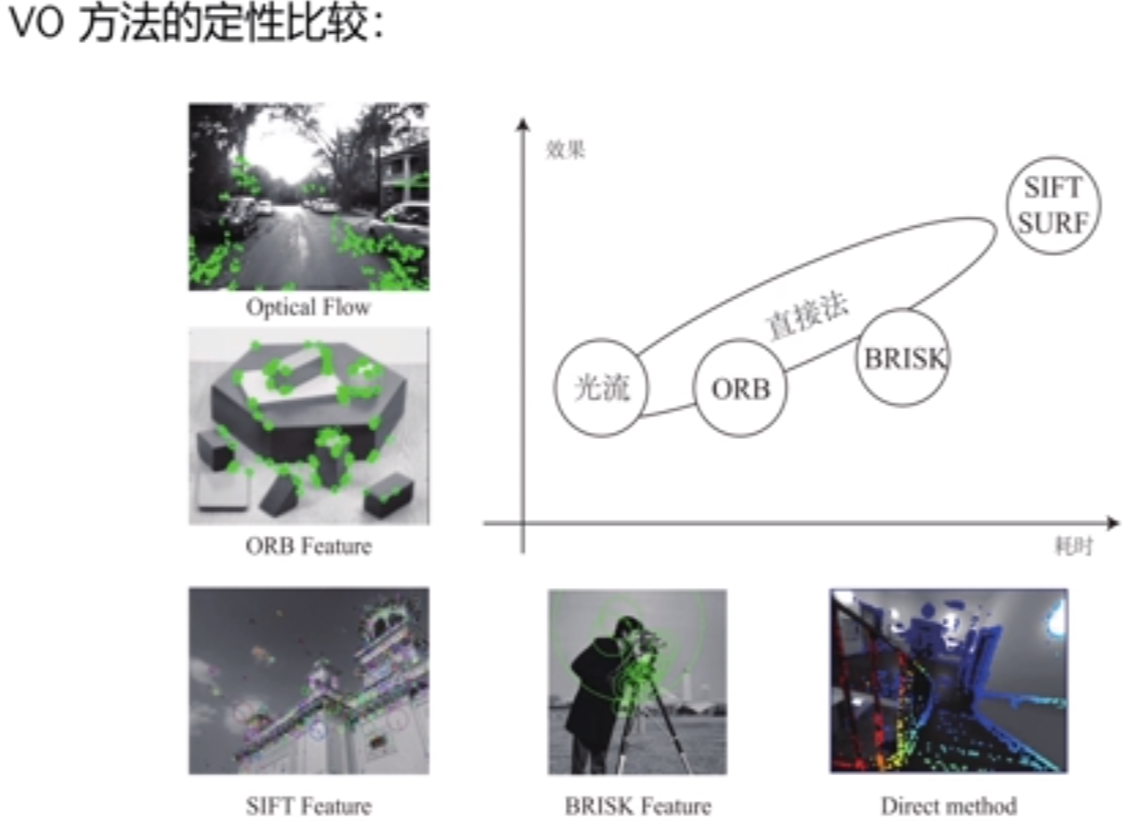 VO 方法的定性比较：
Optical Flow
ORB Feature
效果
SIFT
SURF
直接法
光流
ORB
BRISK
耗时
SIFT Feature
BRISK Feature
Direct method